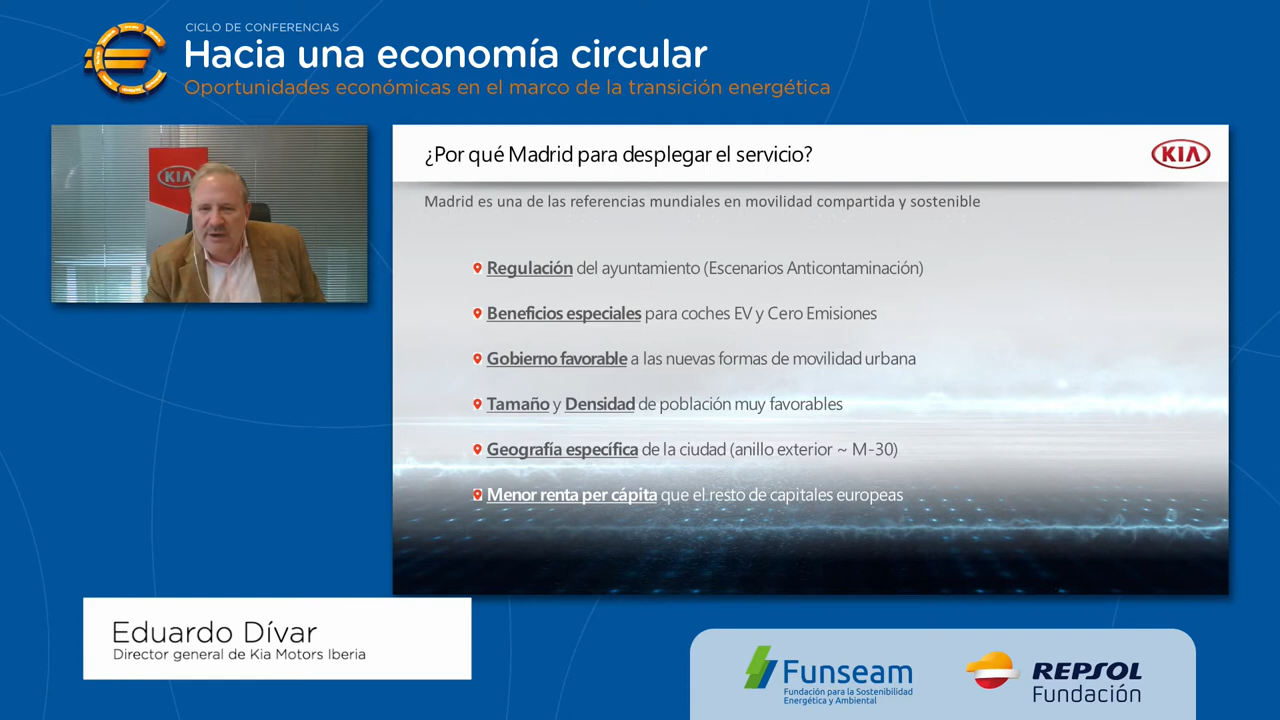 CICLO DE CONFERENCIAS
Hacia una economía circular
Oportunidades económicas en el marco de la transición energética
KIA
¿Por qué Madrid para desplegar el servicio?
KIA
Madrid es una de las referencias mundiales en movilidad compartida y sostenible
Regulación del ayuntamiento (Escenarios Anticontaminación)
Beneficios especiales para coches EV y Cero Emisiones
Gobierno favorable a las nuevas formas de movilidad urbana
Tamaño y Densidad de población muy favorables
Geografía específica de la ciudad (anillo exterior ~ M-30)
Menor renta per cápita que el resto de capitales europeas
Eduardo Dívar
Director general de Kia Motors Iberia
Funseam
Fundación para la Sostenibilidad
Energética y Ambiental
REPSOL
Fundación